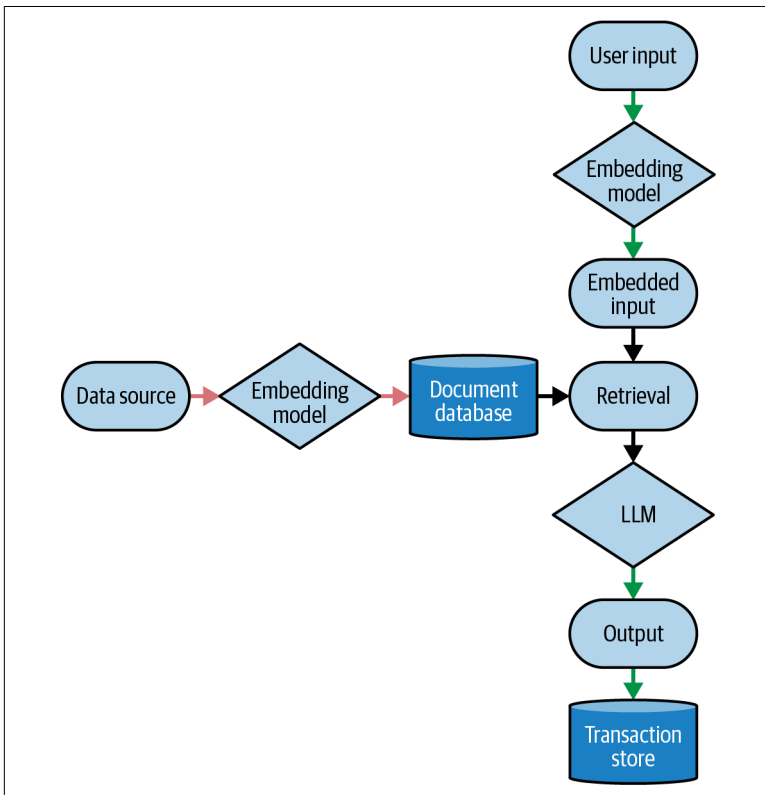 User input
Embedding
model
Embedded
input
Data source
Embedding
model
Document
database
Retrieval
LLM
Output
Transaction
store